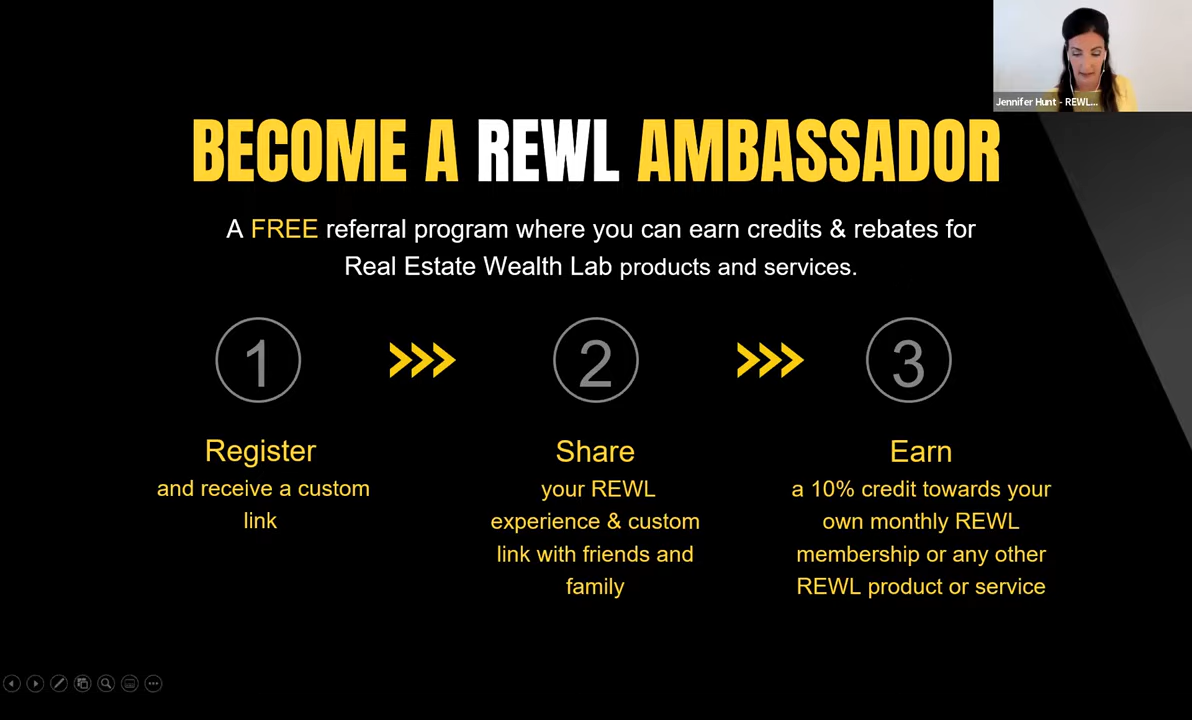 Jennifer Hunt - REWL...
BECOME A REWL AMBASSADOR
A FREE referral program where you can earn credits & rebates for
Real Estate Wealth Lab products and services.
1
2
3
Register
and receive a custom
link
Share
your REWL
experience & custom
link with friends and
family
Earn
a 10% credit towards your
own monthly REWL
membership or any other
REWL product or service